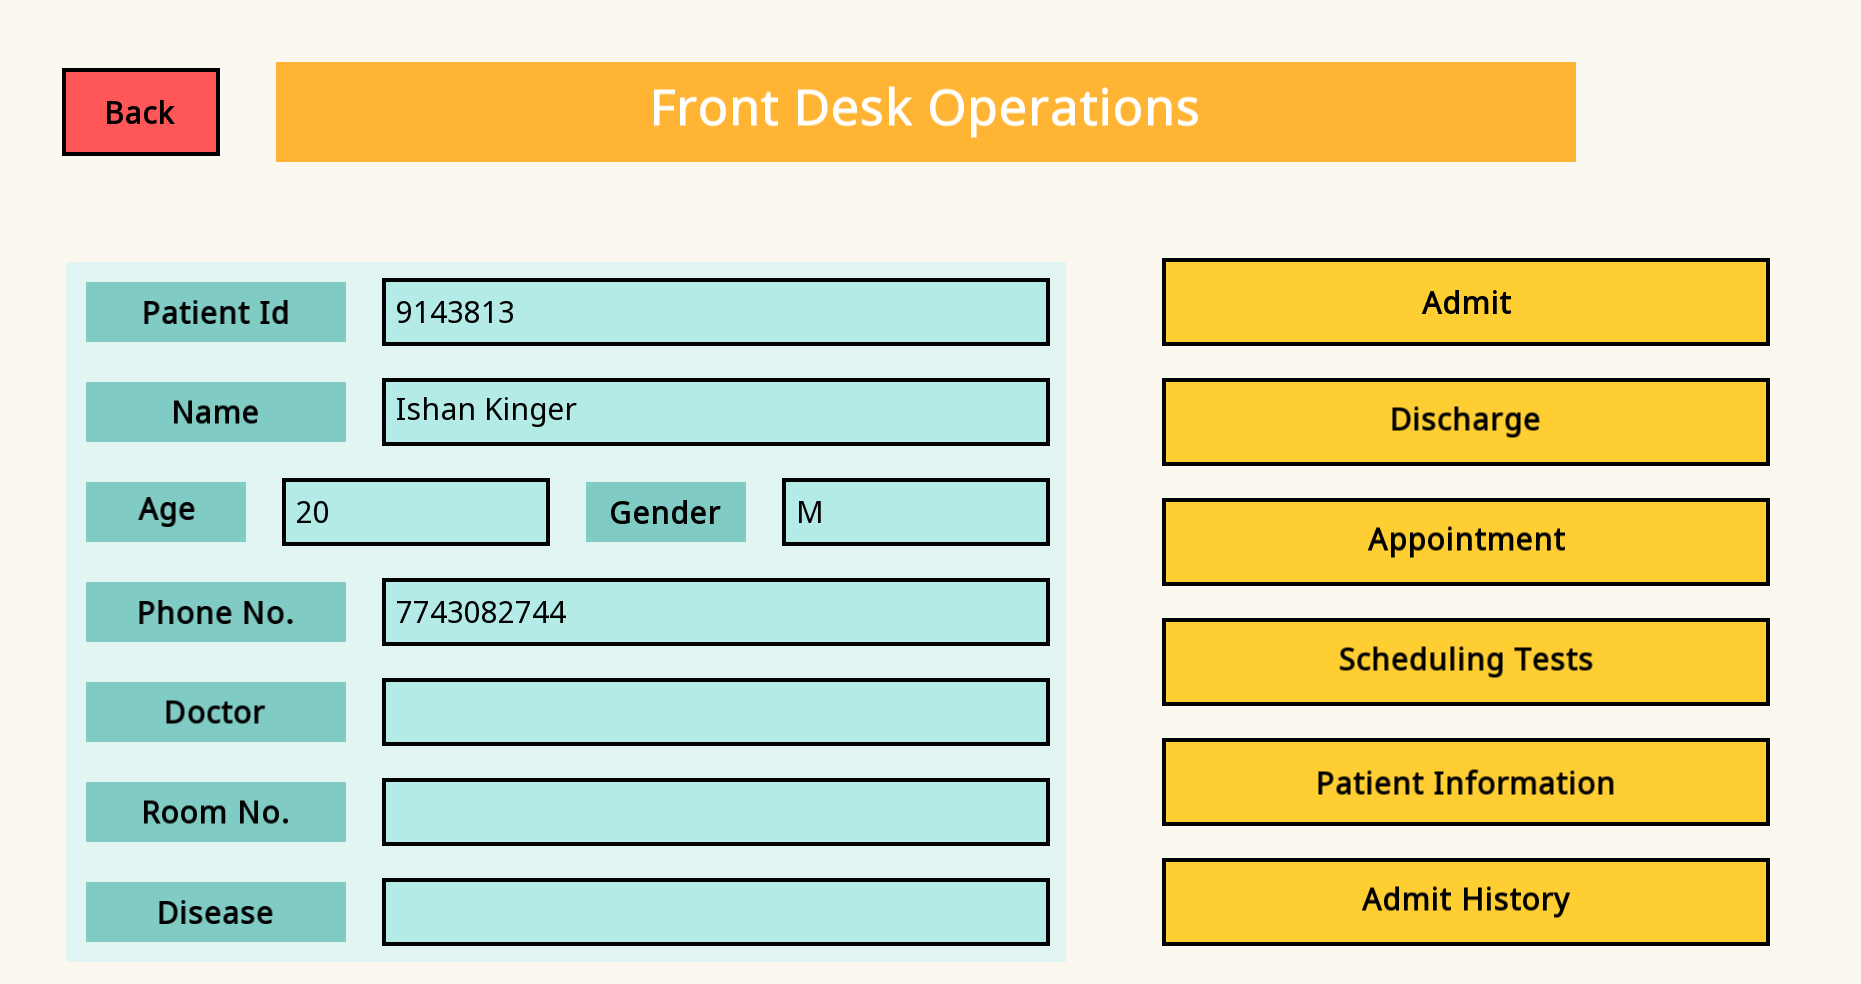 Back
Front Desk Operations
Patient Id
9143813
Name
Ishan Kinger
Age
20
Gender
M
Phone No.
7743082744
Doctor
Room No.
Disease
Admit
Discharge
Appointment
Scheduling Tests
Patient Information
Admit History